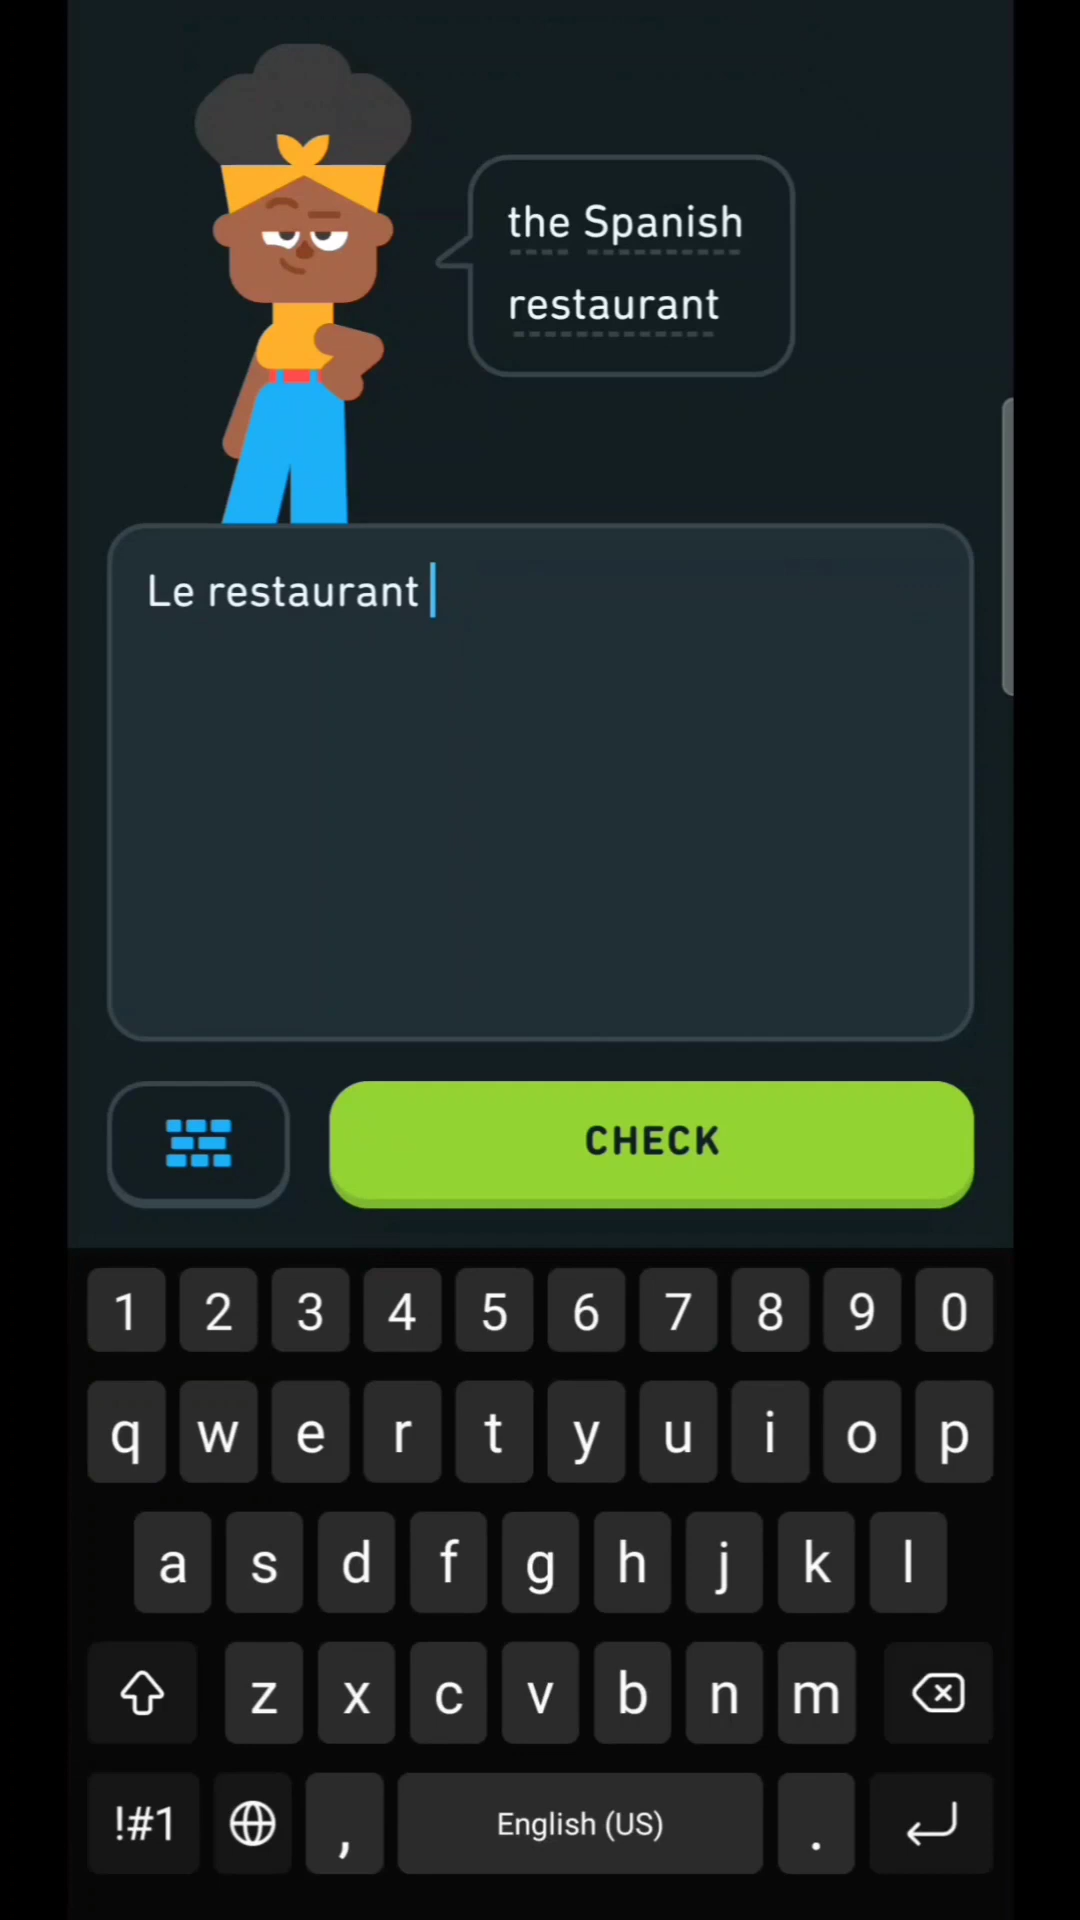 the Spanish
restaurant
Le restaurant
CHECK
1 2 3 4 5 6 7 8 9 0
q w e r t y u i o p
a s d f g h j k l
z x c v b n m
!#1 , English (US) .